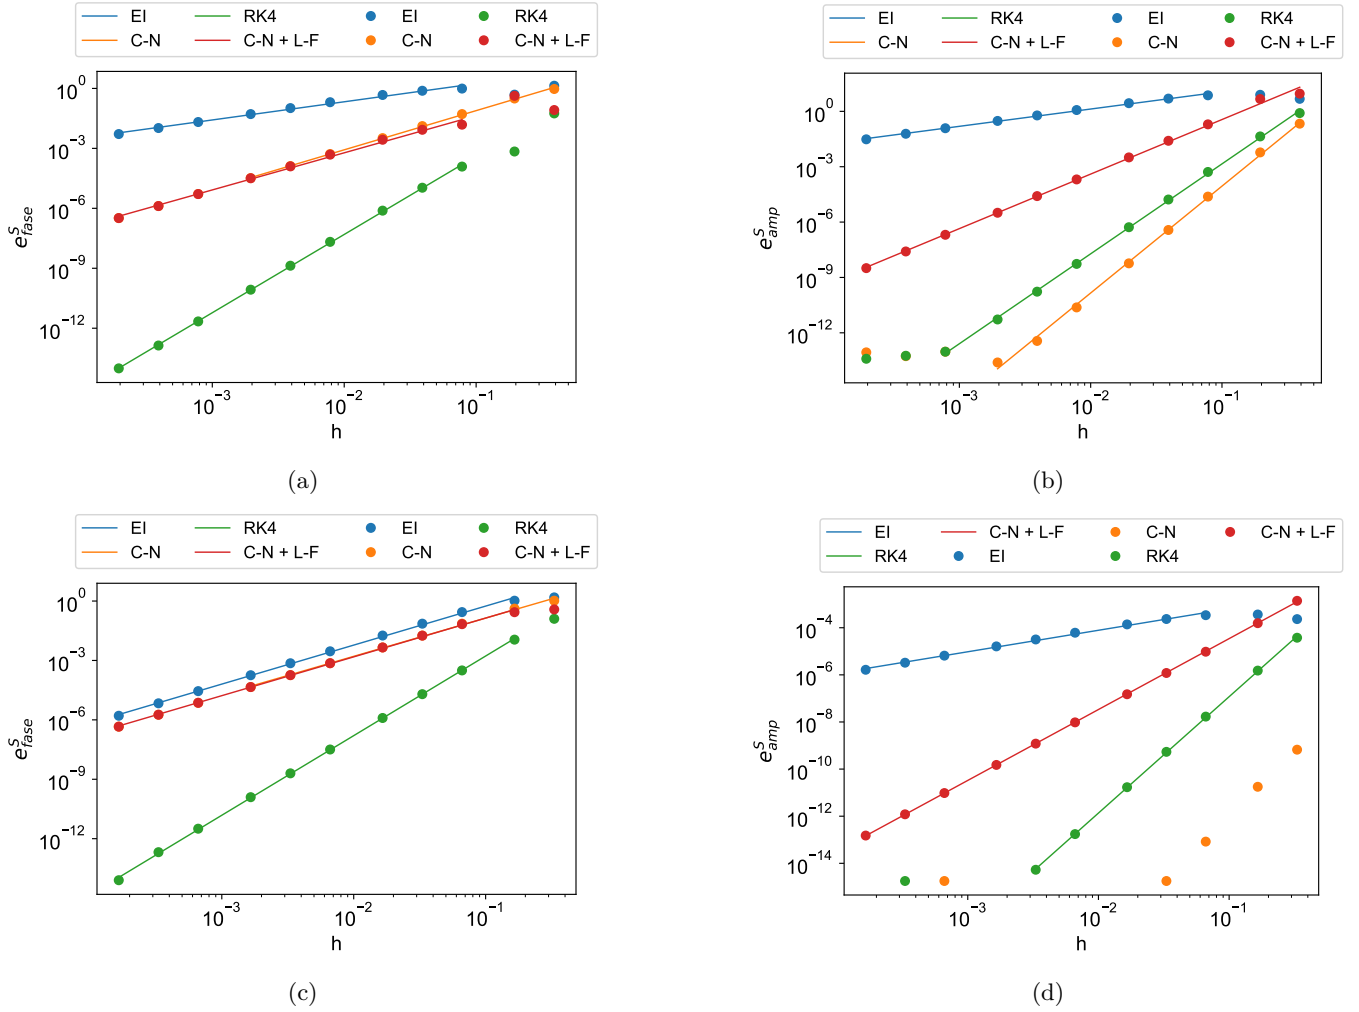 EI RK4 EI RK4
C-N C-N + L-F C-N C-N + L-F
10^0
10^-3
10^-6
10^-9
10^-12
e^S_fase
10^-3 10^-2 10^-1
h
(a)
EI RK4 EI RK4
C-N C-N + L-F C-N C-N + L-F
10^0
10^-3
10^-6
10^-9
10^-12
e^S_amp
10^-3 10^-2 10^-1
h
(b)
EI RK4 EI RK4
C-N C-N + L-F C-N C-N + L-F
10^0
10^-3
10^-6
10^-9
10^-12
e^S_fase
10^-3 10^-2 10^-1
h
(c)
EI C-N + L-F C-N C-N + L-F
RK4 EI RK4
10^-4
10^-6
10^-8
10^-10
10^-12
10^-14
e^S_amp
10^-3 10^-2 10^-1
h
(d)